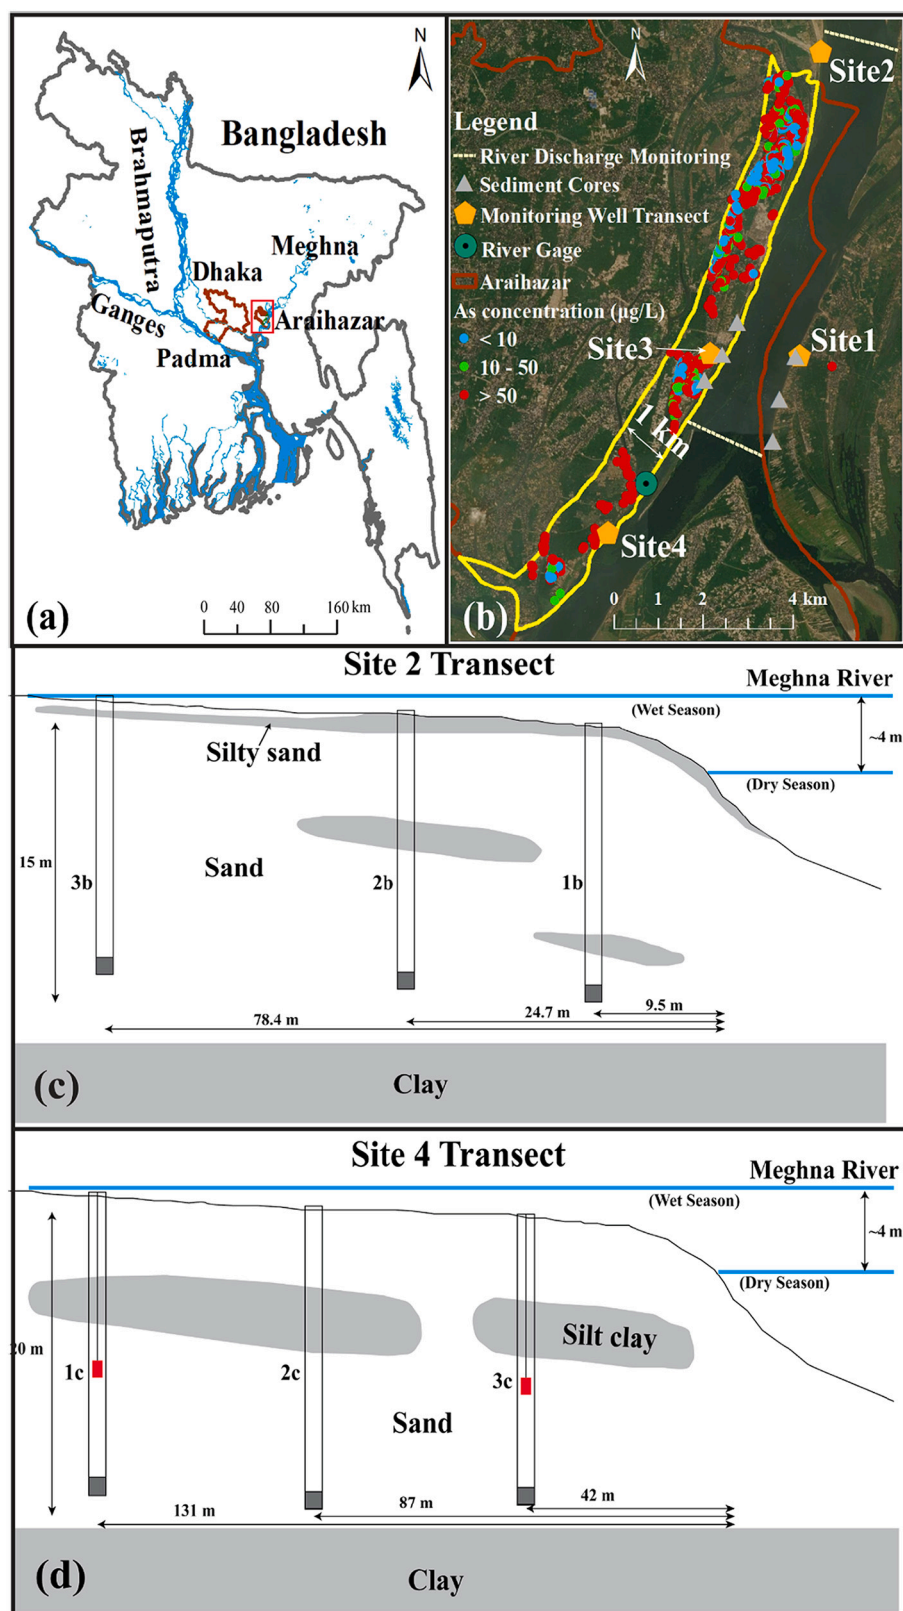 N
Bangladesh
Brahmaputra
Meghna
Dhaka
Ganges
Araihazar
Padma
0 40 80 160 km
(a)
N
Site2
Legend
River Discharge Monitoring
Sediment Cores
Monitoring Well Transect
River Gage
Araihazar
As concentration (µg/L)
< 10
10 - 50
> 50
Site3
Site1
1 km
Site4
0 1 2 4 km
(b)
Site 2 Transect
Meghna River
(Wet Season)
~4 m
Silty sand
(Dry Season)
15 m
Sand
3b
2b
1b
9.5 m
24.7 m
78.4 m
Clay
(c)
Site 4 Transect
Meghna River
(Wet Season)
~4 m
(Dry Season)
Silt clay
20 m
1c
2c
3c
Sand
42 m
87 m
131 m
Clay
(d)